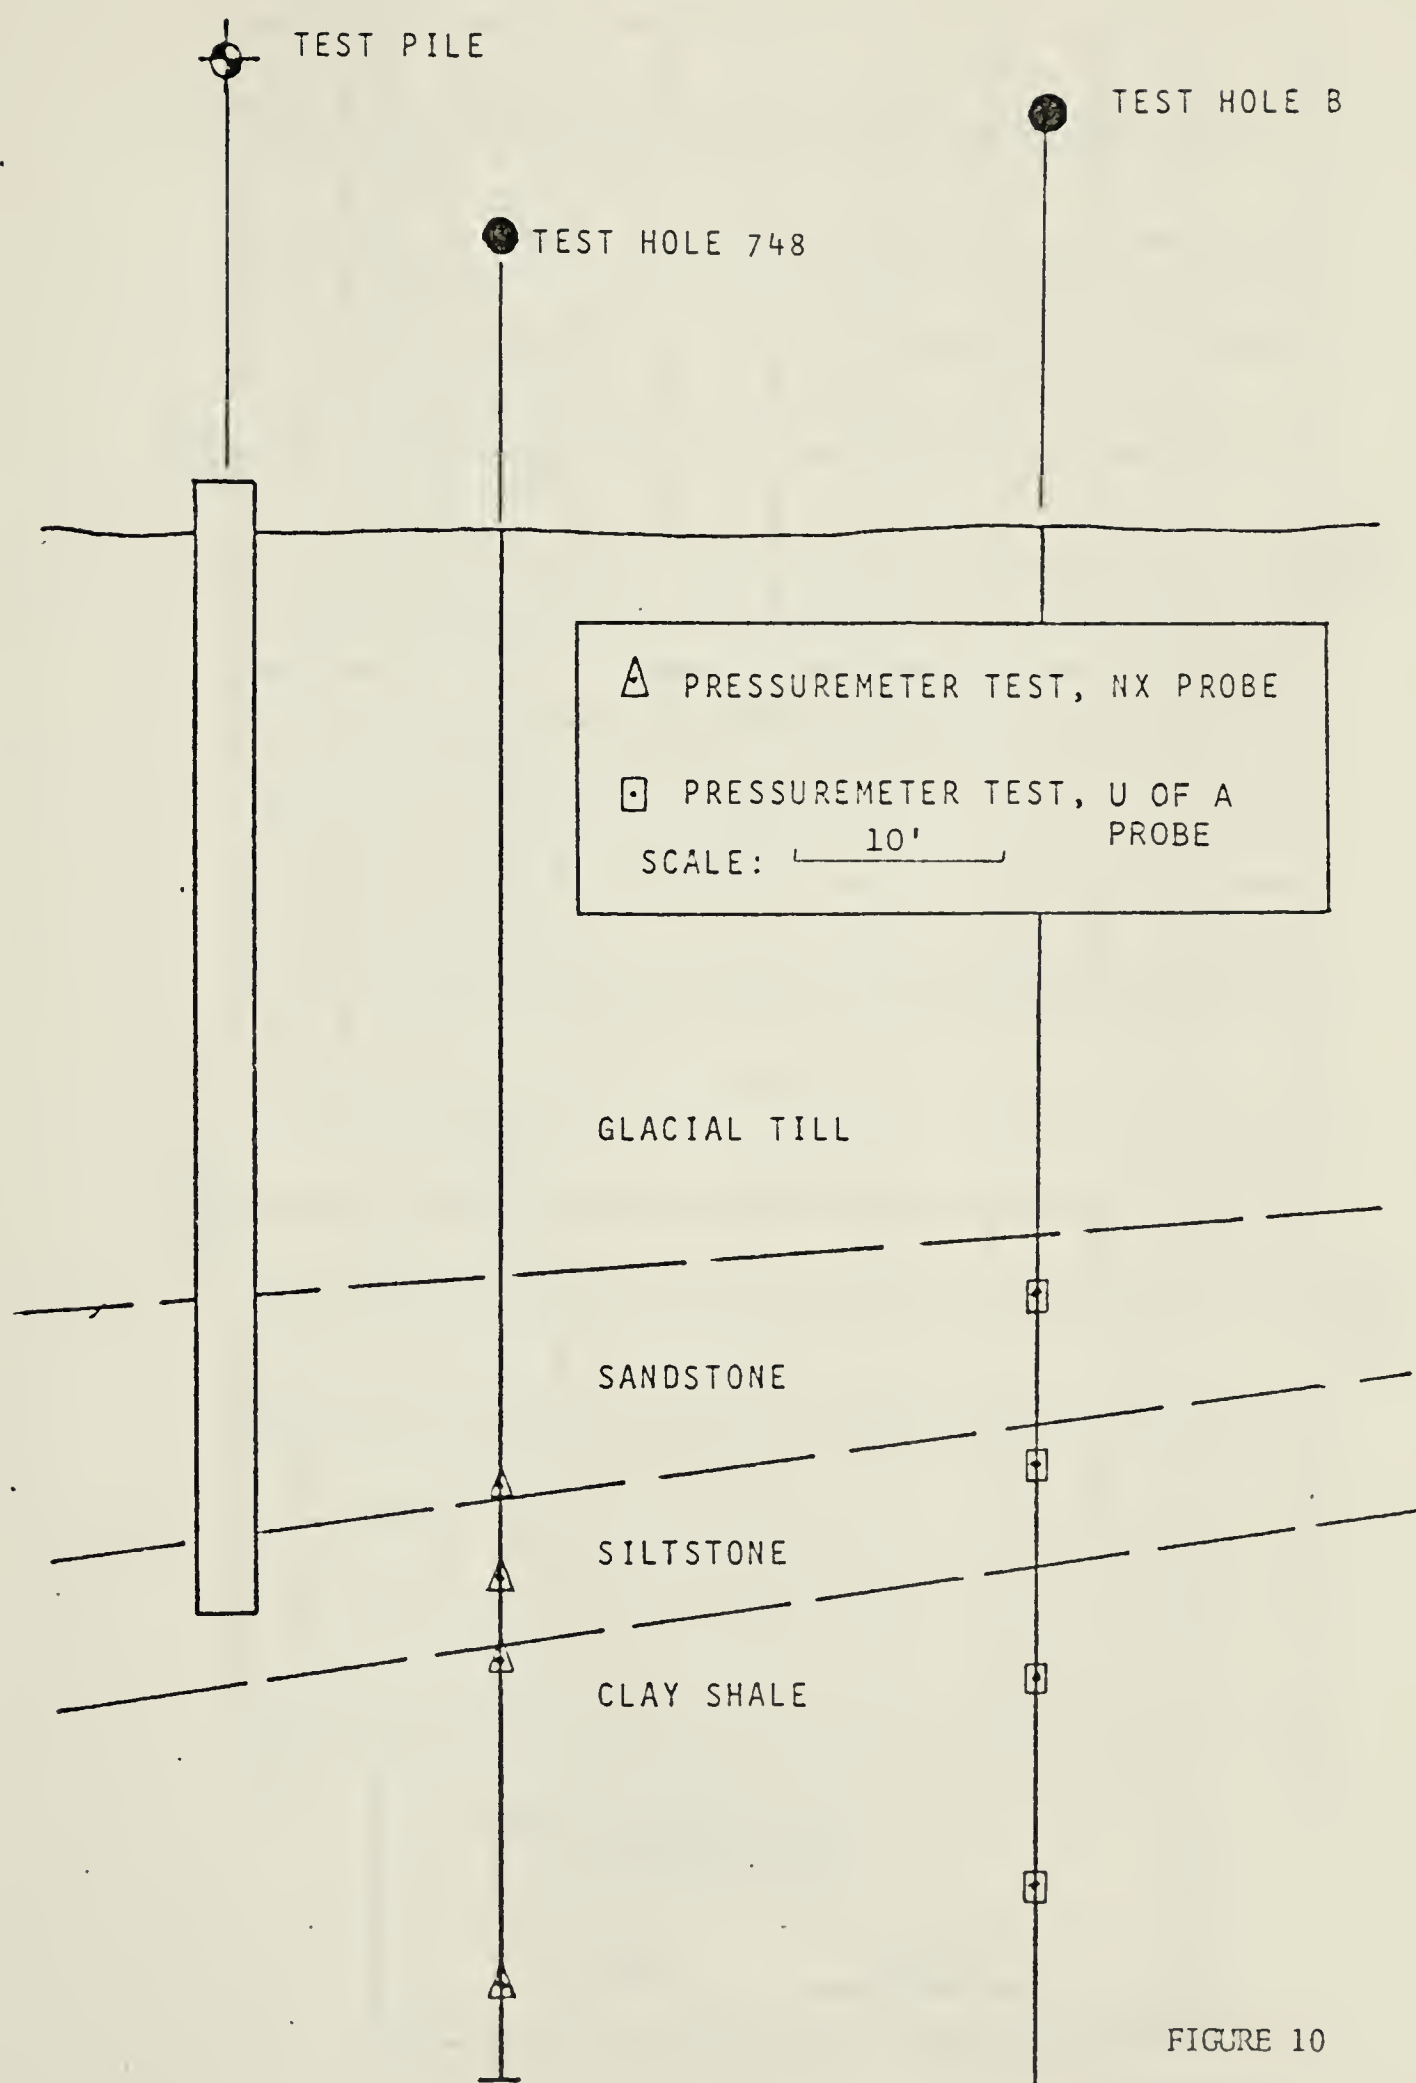 TEST PILE
TEST HOLE B
TEST HOLE 748
PRESSUREMETER TEST, NX PROBE
PRESSUREMETER TEST, U OF A
PROBE
SCALE: 10'
GLACIAL TILL
SANDSTONE
SILTSTONE
CLAY SHALE
FIGURE 10